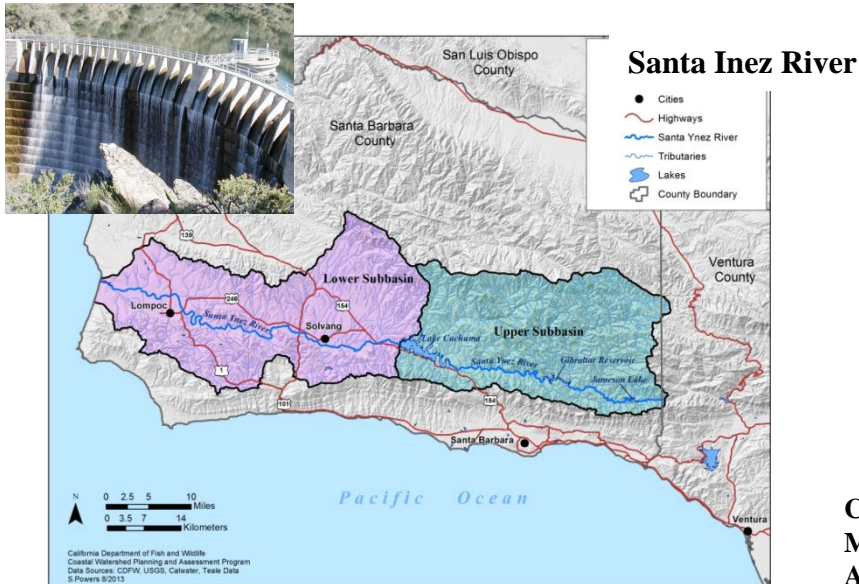 Santa Inez River
San Luis Obispo
County
Santa Barbara
County
Cities
Highways
Santa Ynez River
Tributaries
Lakes
County Boundary
Ventura
County
135
Lower Subbasin
246
154
Lompoc
Santa Ynez River
Solvang
Upper Subbasin
Lake Cachuma
Santa Ynez River
Gibraltar Reservoir
Jameson Lake
1
101
154
Santa Barbara
Ventura
Pacific Ocean
N
0 2.5 5 10
Miles
0 3.5 7 14
Kilometers
California Department of Fish and Wildlife
Coastal Watershed Planning and Assessment Program
Data Sources: CDFW, USGS, Calwater, Teale Data
S.Powers 8/2013
C
M
A